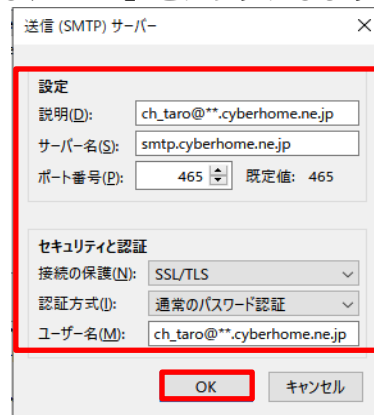 送信 (SMTP) サーバー
設定
説明(D): ch_taro@**.cyberhome.ne.jp
サーバー名(S): smtp.cyberhome.ne.jp
ポート番号(P): 465 既定値: 465
セキュリティと認証
接続の保護(N): SSL/TLS
認証方式(I): 通常のパスワード認証
ユーザー名(M): ch_taro@**.cyberhome.ne.jp
OK キャンセル